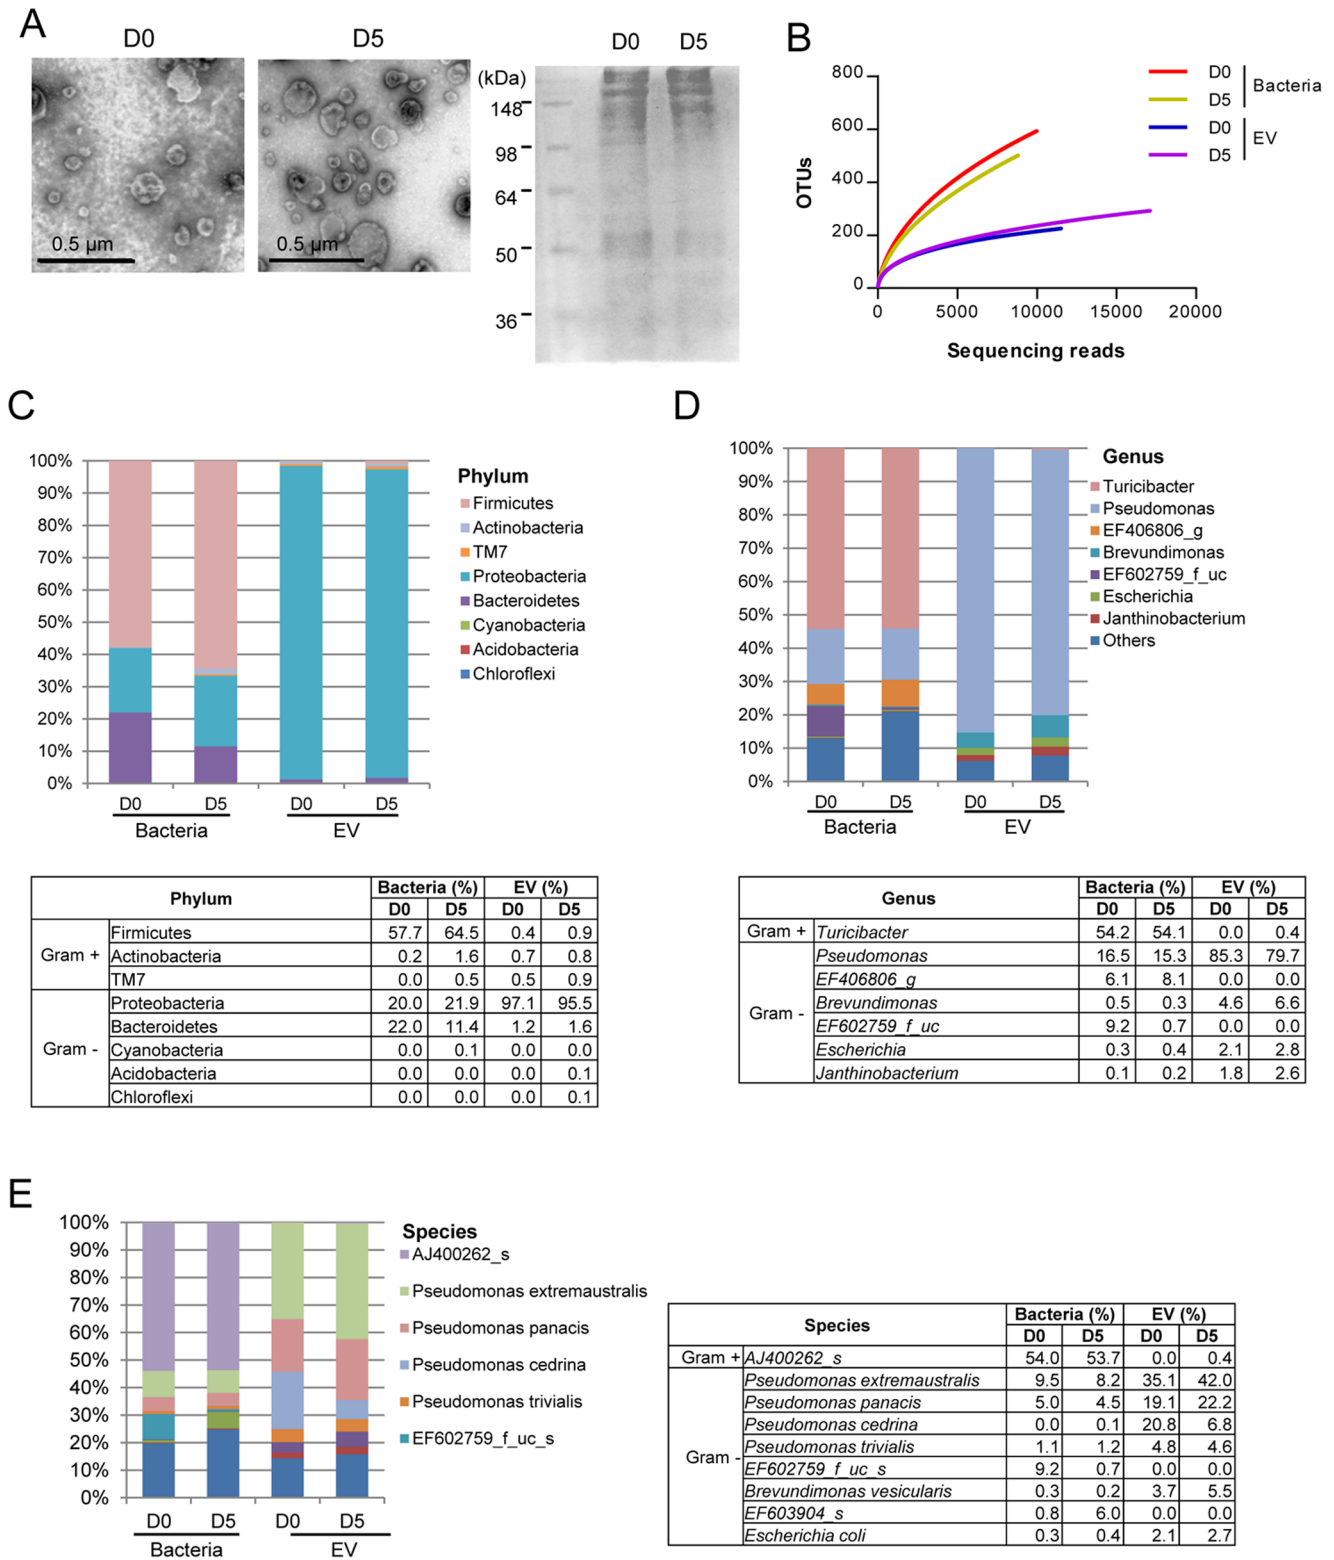 A
D0
D5
0.5 µm
0.5 µm
D0 D5
(kDa)
148
98
64
50
36
B
800
600
400
200
0
OTUs
0 5000 10000 15000 20000
Sequencing reads
D0
D5
Bacteria
D0
D5
EV
C
100%
90%
80%
70%
60%
50%
40%
30%
20%
10%
0%
D0 D5 D0 D5
Bacteria EV
Phylum
Firmicutes
Actinobacteria
TM7
Proteobacteria
Bacteroidetes
Cyanobacteria
Acidobacteria
Chloroflexi
Phylum Bacteria (%) EV (%)
D0 D5 D0 D5
Gram +
Firmicutes 57.7 64.5 0.4 0.9
Actinobacteria 0.2 1.6 0.7 0.8
TM7 0.0 0.5 0.5 0.9
Gram -
Proteobacteria 20.0 21.9 97.1 95.5
Bacteroidetes 22.0 11.4 1.2 1.6
Cyanobacteria 0.0 0.1 0.0 0.0
Acidobacteria 0.0 0.0 0.0 0.1
Chloroflexi 0.0 0.0 0.0 0.1
D
100%
90%
80%
70%
60%
50%
40%
30%
20%
10%
0%
D0 D5 D0 D5
Bacteria EV
Genus
Turicibacter
Pseudomonas
EF406806_g
Brevundimonas
EF602759_f_uc
Escherichia
Janthinobacterium
Others
Genus Bacteria (%) EV (%)
D0 D5 D0 D5
Gram + Turicibacter 54.2 54.1 0.0 0.4
Gram -
Pseudomonas 16.5 15.3 85.3 79.7
EF406806_g 6.1 8.1 0.0 0.0
Brevundimonas 0.5 0.3 4.6 6.6
EF602759_f_uc 9.2 0.7 0.0 0.0
Escherichia 0.3 0.4 2.1 2.8
Janthinobacterium 0.1 0.2 1.8 2.6
E
100%
90%
80%
70%
60%
50%
40%
30%
20%
10%
0%
D0 D5 D0 D5
Bacteria EV
Species
AJ400262_s
Pseudomonas extremaustralis
Pseudomonas panacis
Pseudomonas cedrina
Pseudomonas trivialis
EF602759_f_uc_s
Species Bacteria (%) EV (%)
D0 D5 D0 D5
Gram + AJ400262_s 54.0 53.7 0.0 0.4
Gram -
Pseudomonas extremaustralis 9.5 8.2 35.1 42.0
Pseudomonas panacis 5.0 4.5 19.1 22.2
Pseudomonas cedrina 0.0 0.1 20.8 6.8
Pseudomonas trivialis 1.1 1.2 4.8 4.6
EF602759_f_uc_s 9.2 0.7 0.0 0.0
Brevundimonas vesicularis 0.3 0.2 3.7 5.5
EF603904_s 0.8 6.0 0.0 0.0
Escherichia coli 0.3 0.4 2.1 2.7